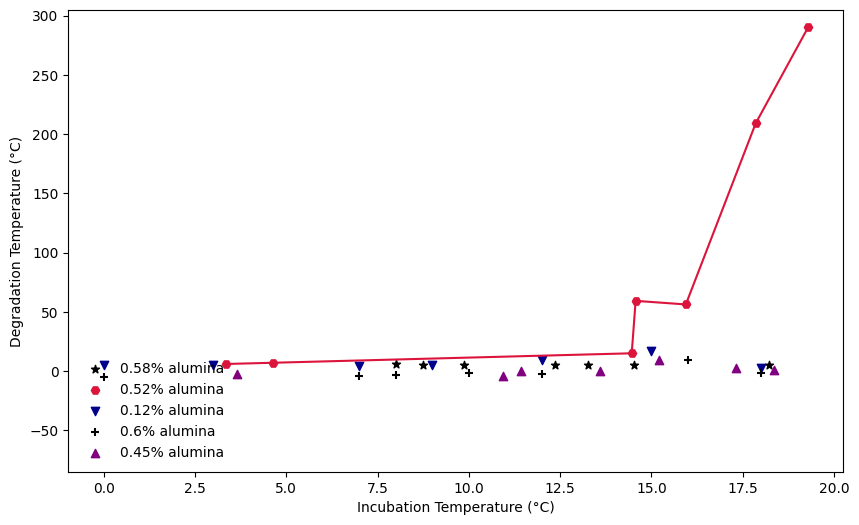 300
250
200
150
100
50
0
−50
Degradation Temperature (°C)
0.58% alumina
0.52% alumina
0.12% alumina
0.6% alumina
0.45% alumina
0.0 2.5 5.0 7.5 10.0 12.5 15.0 17.5 20.0
Incubation Temperature (°C)